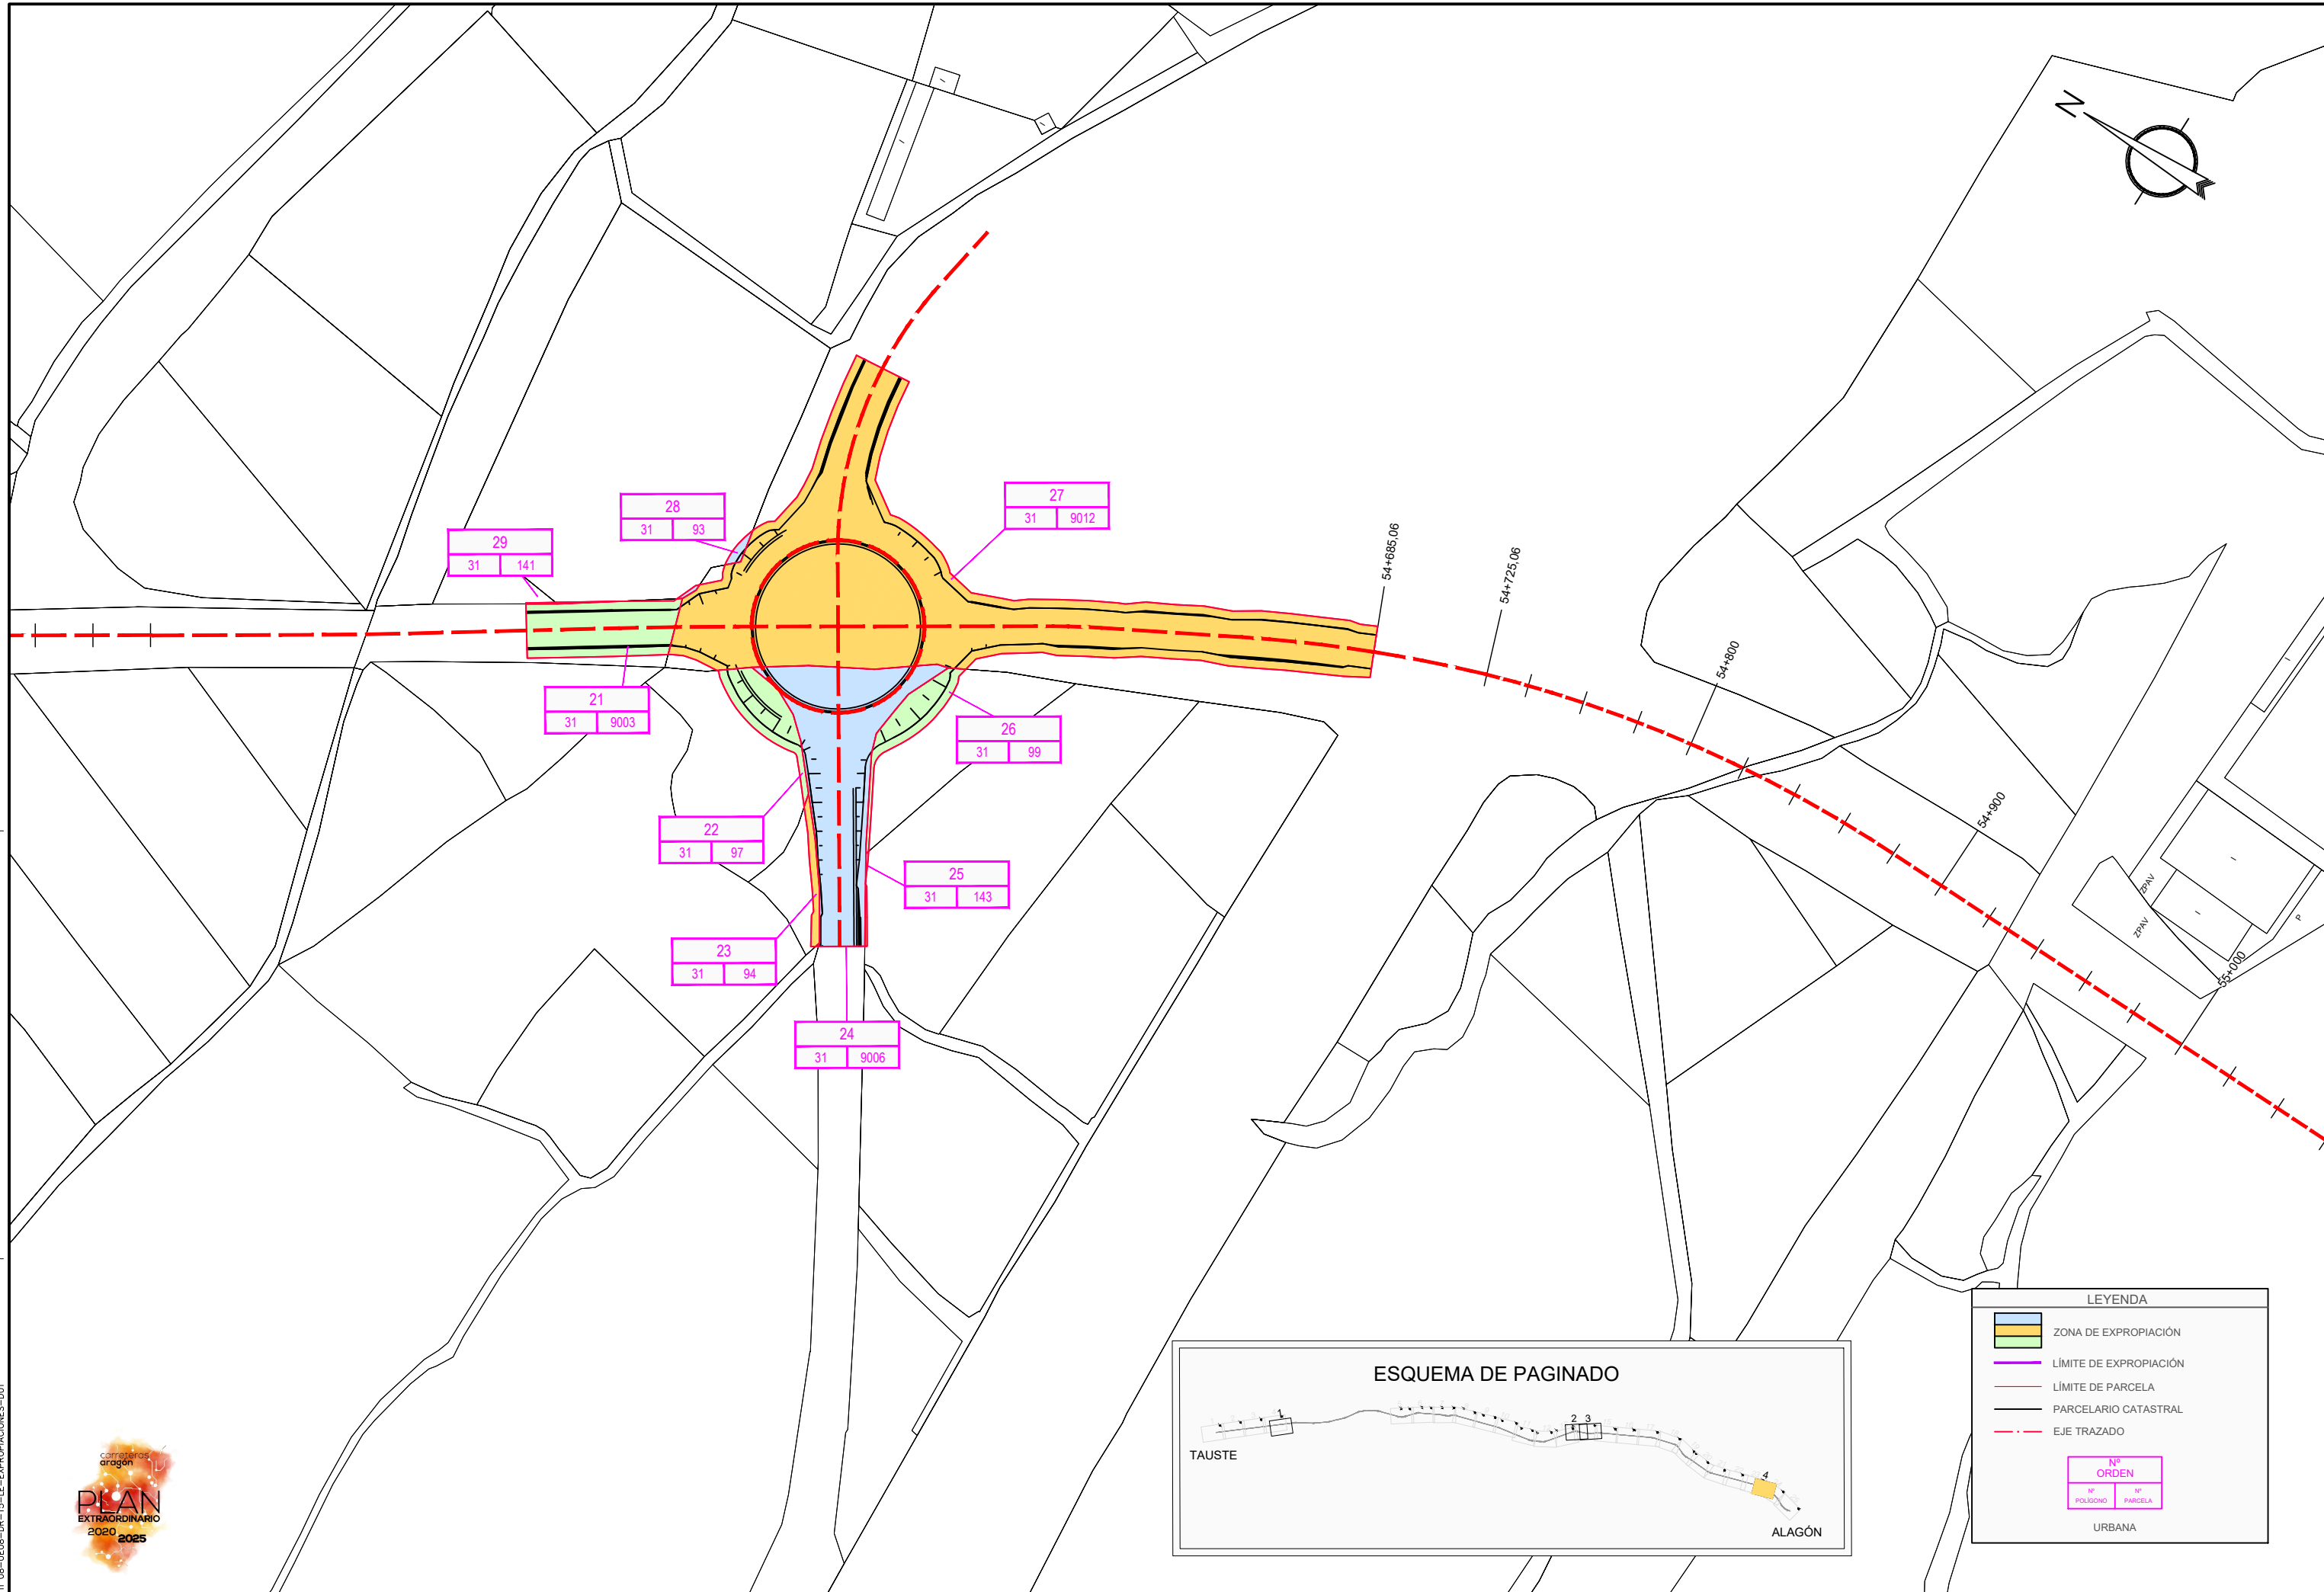 N
27
31 9012
28
31 93
29
31 141
54+685,06
54+725,06
54+800
21
31 9003
26
31 99
54+900
22
31 97
25
31 143
ZPAV
ZPAV
P
23
31 94
55+000
24
31 9006
LEYENDA
ZONA DE EXPROPIACIÓN
LÍMITE DE EXPROPIACIÓN
LÍMITE DE PARCELA
PARCELARIO CATASTRAL
EJE TRAZADO
Nº
ORDEN
Nº
POLÍGONO
Nº
PARCELA
URBANA
ESQUEMA DE PAGINADO
1
2 3
4
TAUSTE
ALAGÓN
carreteras
aragón
PLAN
EXTRAORDINARIO
2020
2025